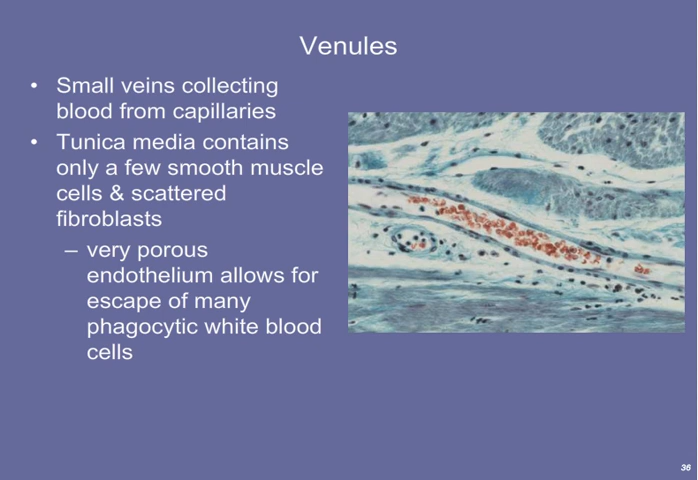 Venules
• Small veins collecting
blood from capillaries
• Tunica media contains
only a few smooth muscle
cells & scattered
fibroblasts
– very porous
endothelium allows for
escape of many
phagocytic white blood
cells
36